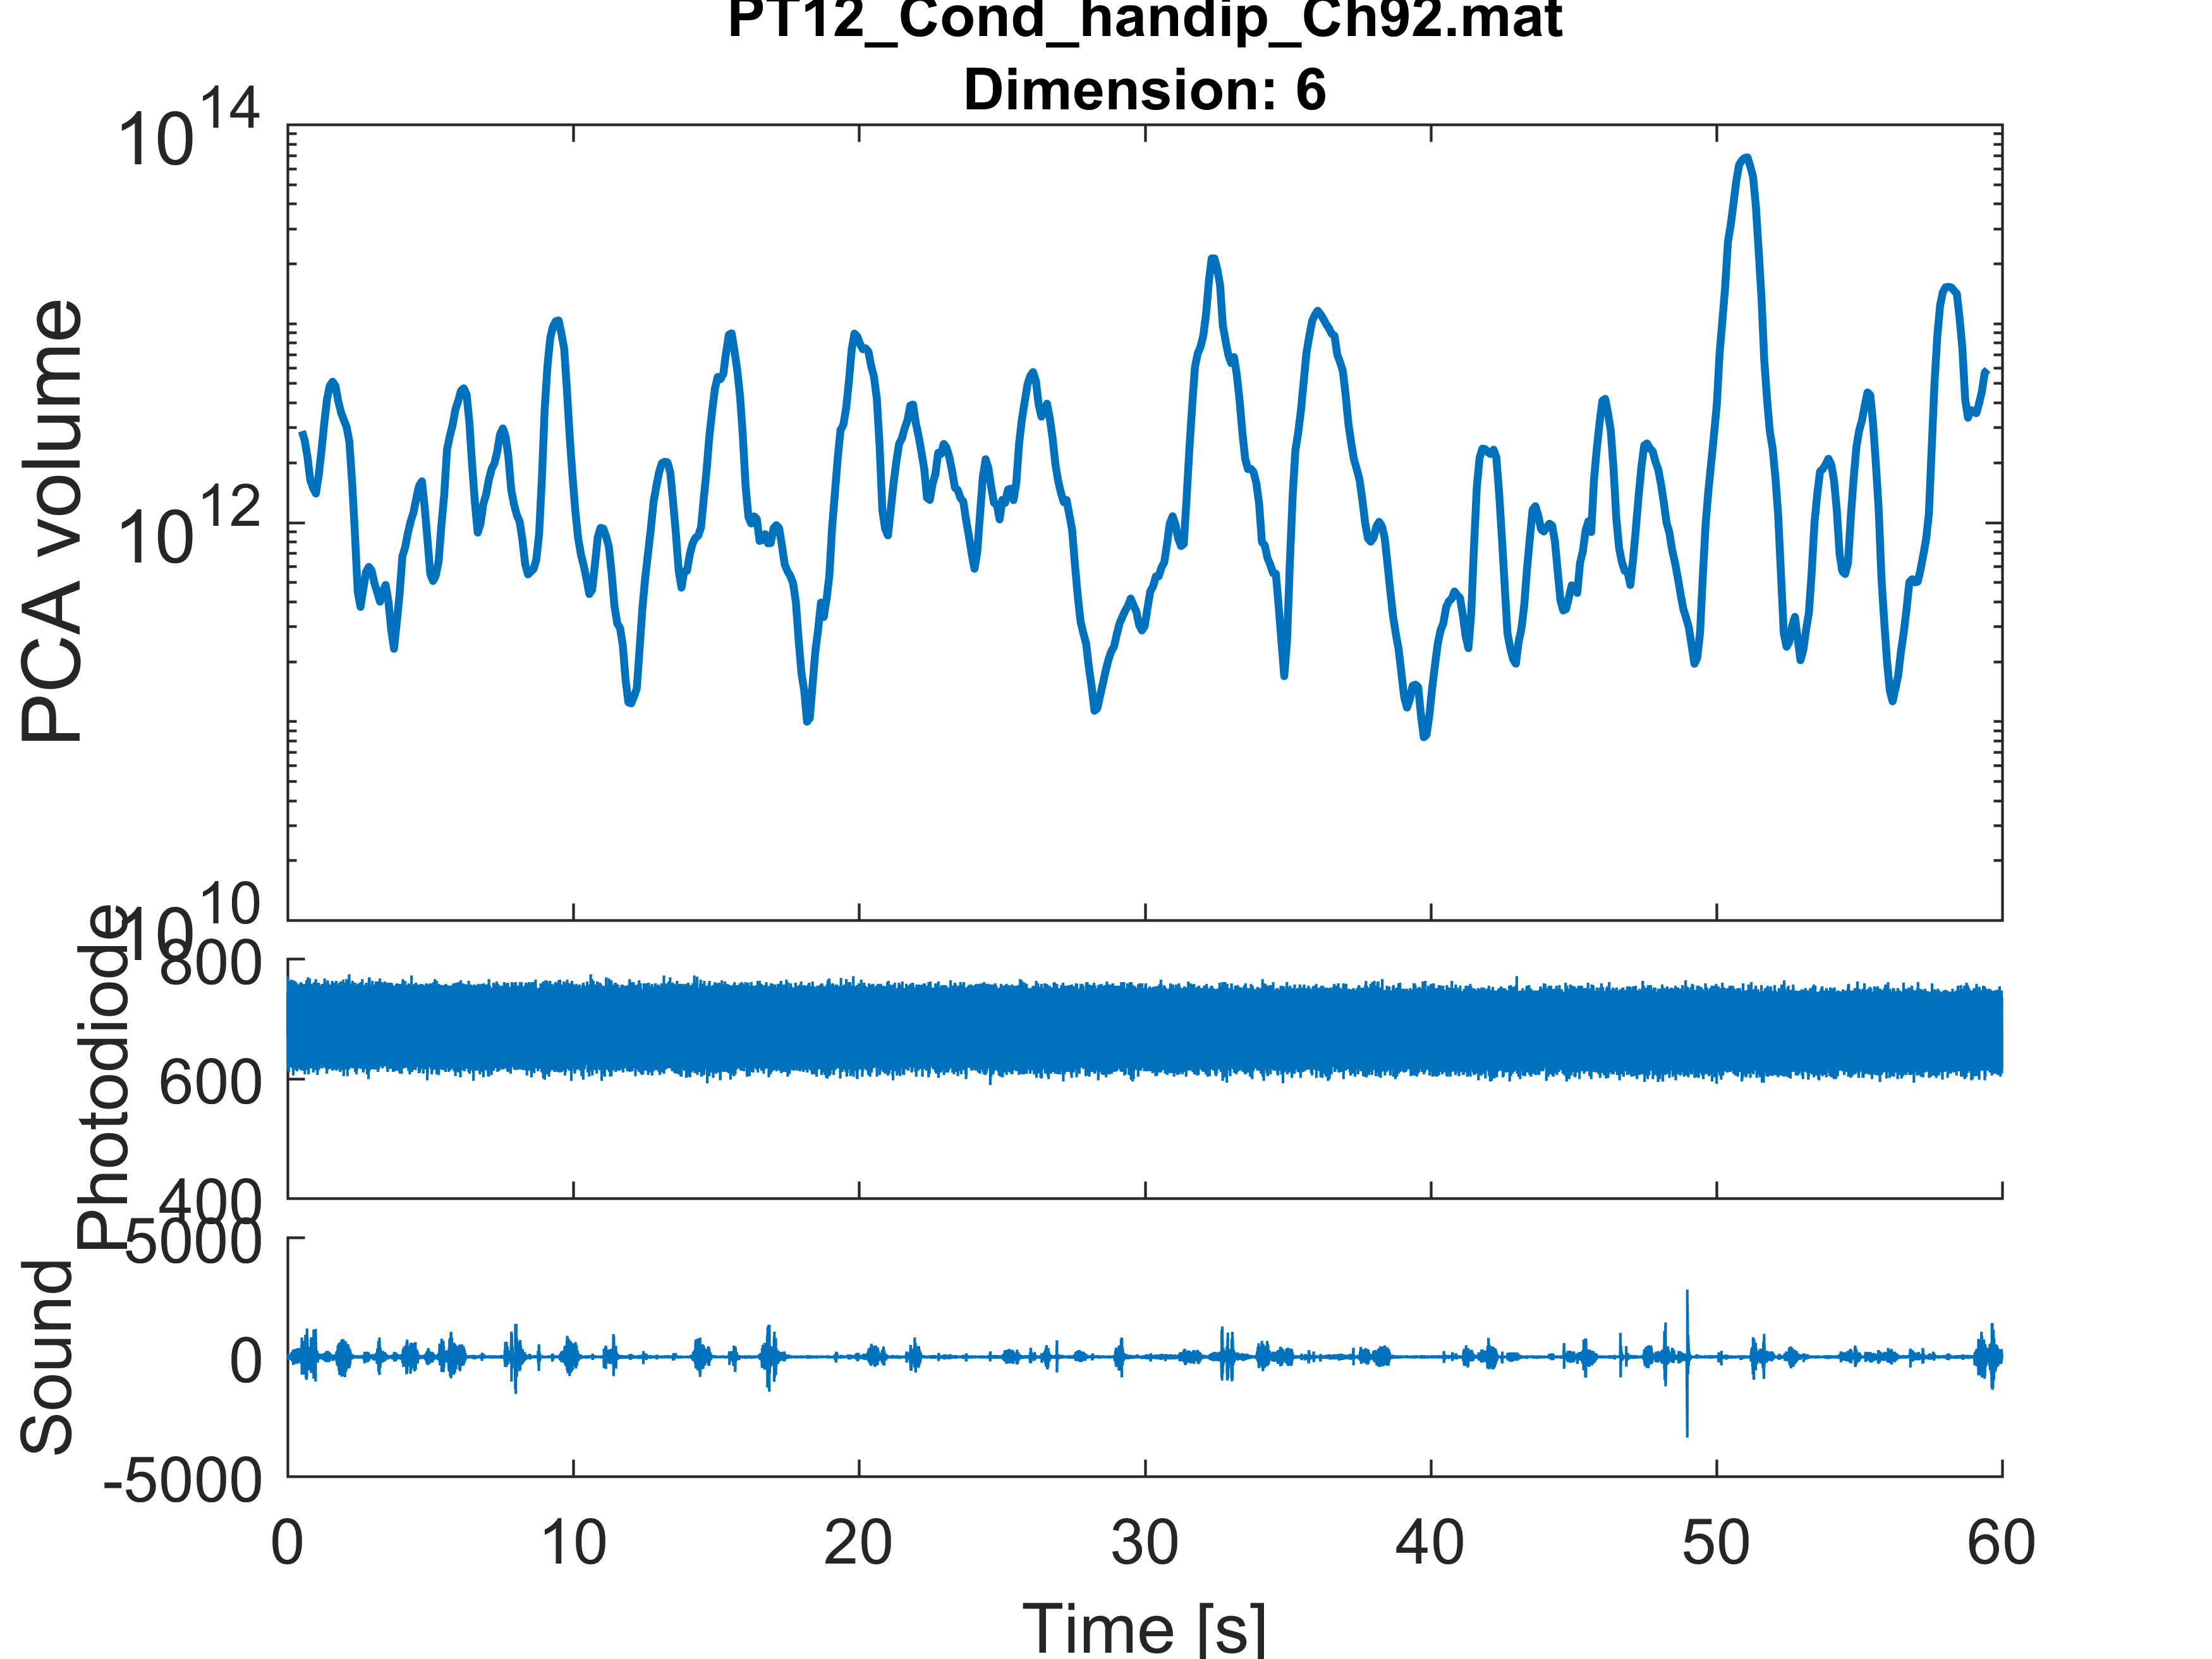 PT12_Cond_handip_Ch92.mat
Dimension: 6
PCA volume
10^14
10^12
10^10
Photodiode
800
600
400
Sound
5000
0
-5000
0 10 20 30 40 50 60
Time [s]